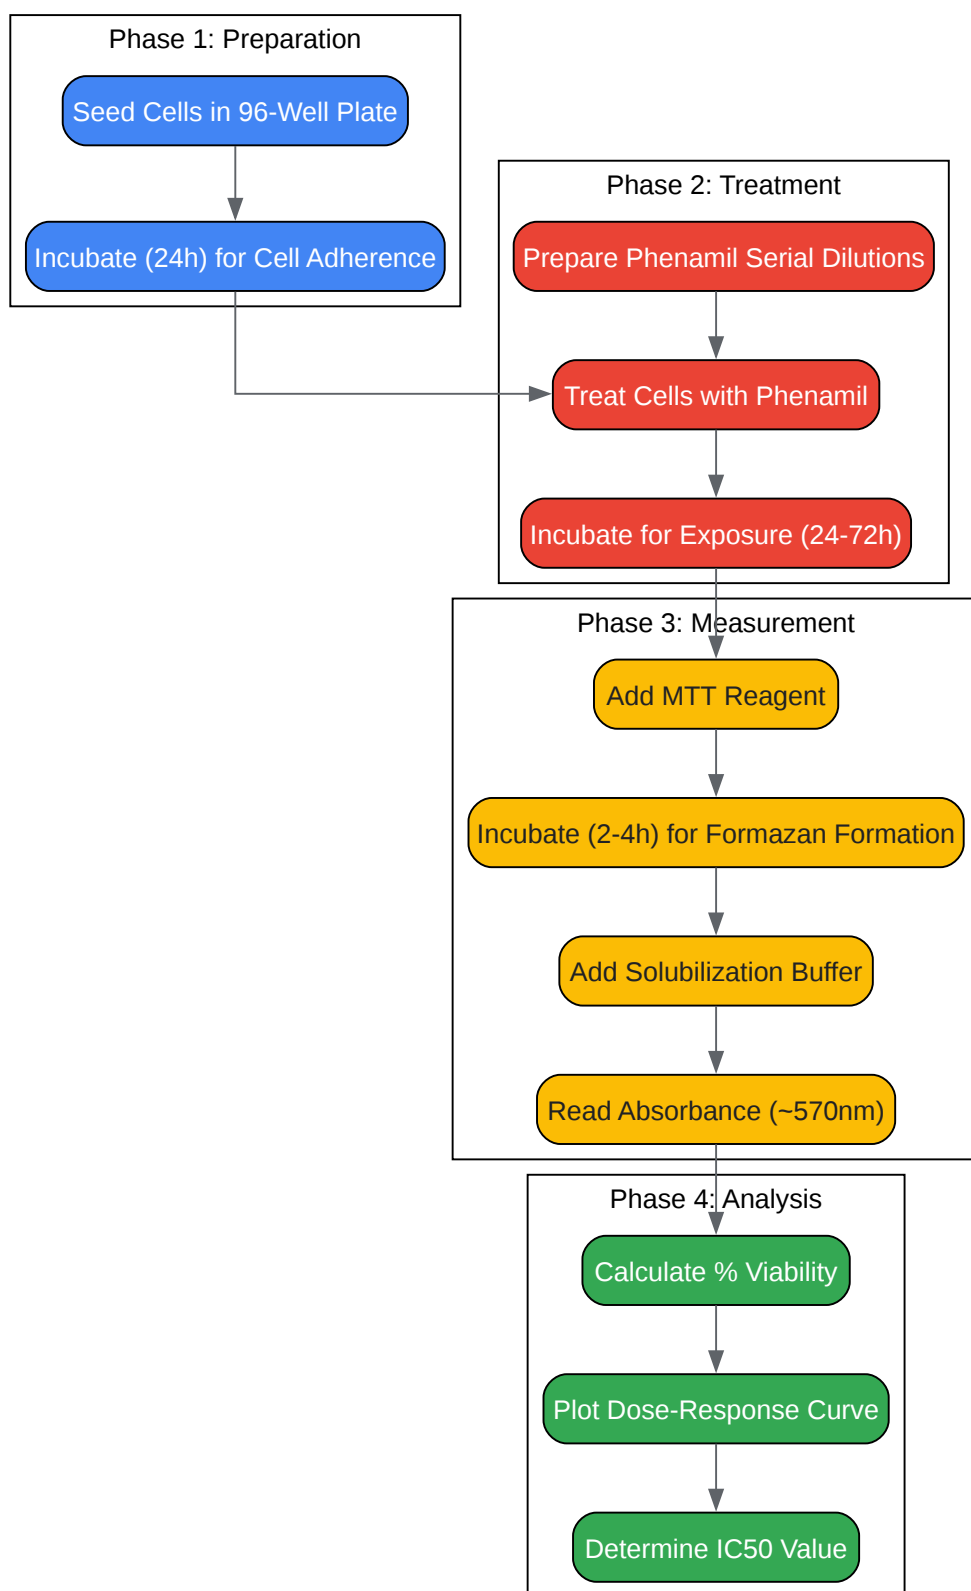 Phase 1: Preparation
Seed Cells in 96-Well Plate
Incubate (24h) for Cell Adherence
Phase 2: Treatment
Prepare Phenamil Serial Dilutions
Treat Cells with Phenamil
Incubate for Exposure (24-72h)
Phase 3: Measurement
Add MTT Reagent
Incubate (2-4h) for Formazan Formation
Add Solubilization Buffer
Read Absorbance (~570nm)
Phase 4: Analysis
Calculate % Viability
Plot Dose-Response Curve
Determine IC50 Value